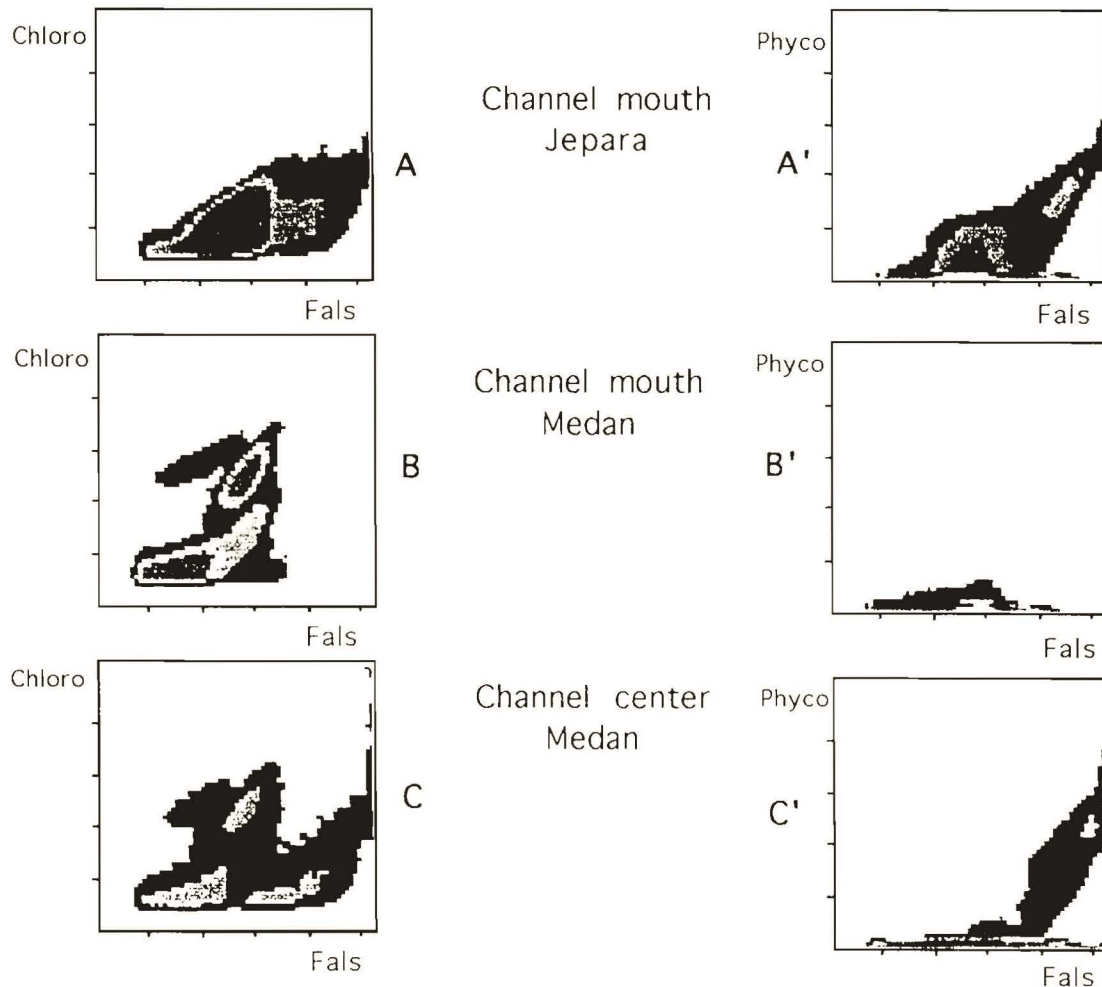 Chloro
A
Fals
Channel mouth
Jepara
Phyco
A'
Fals
Chloro
B
Fals
Channel mouth
Medan
Phyco
B'
Fals
Chloro
C
Fals
Channel center
Medan
Phyco
C'
Fals